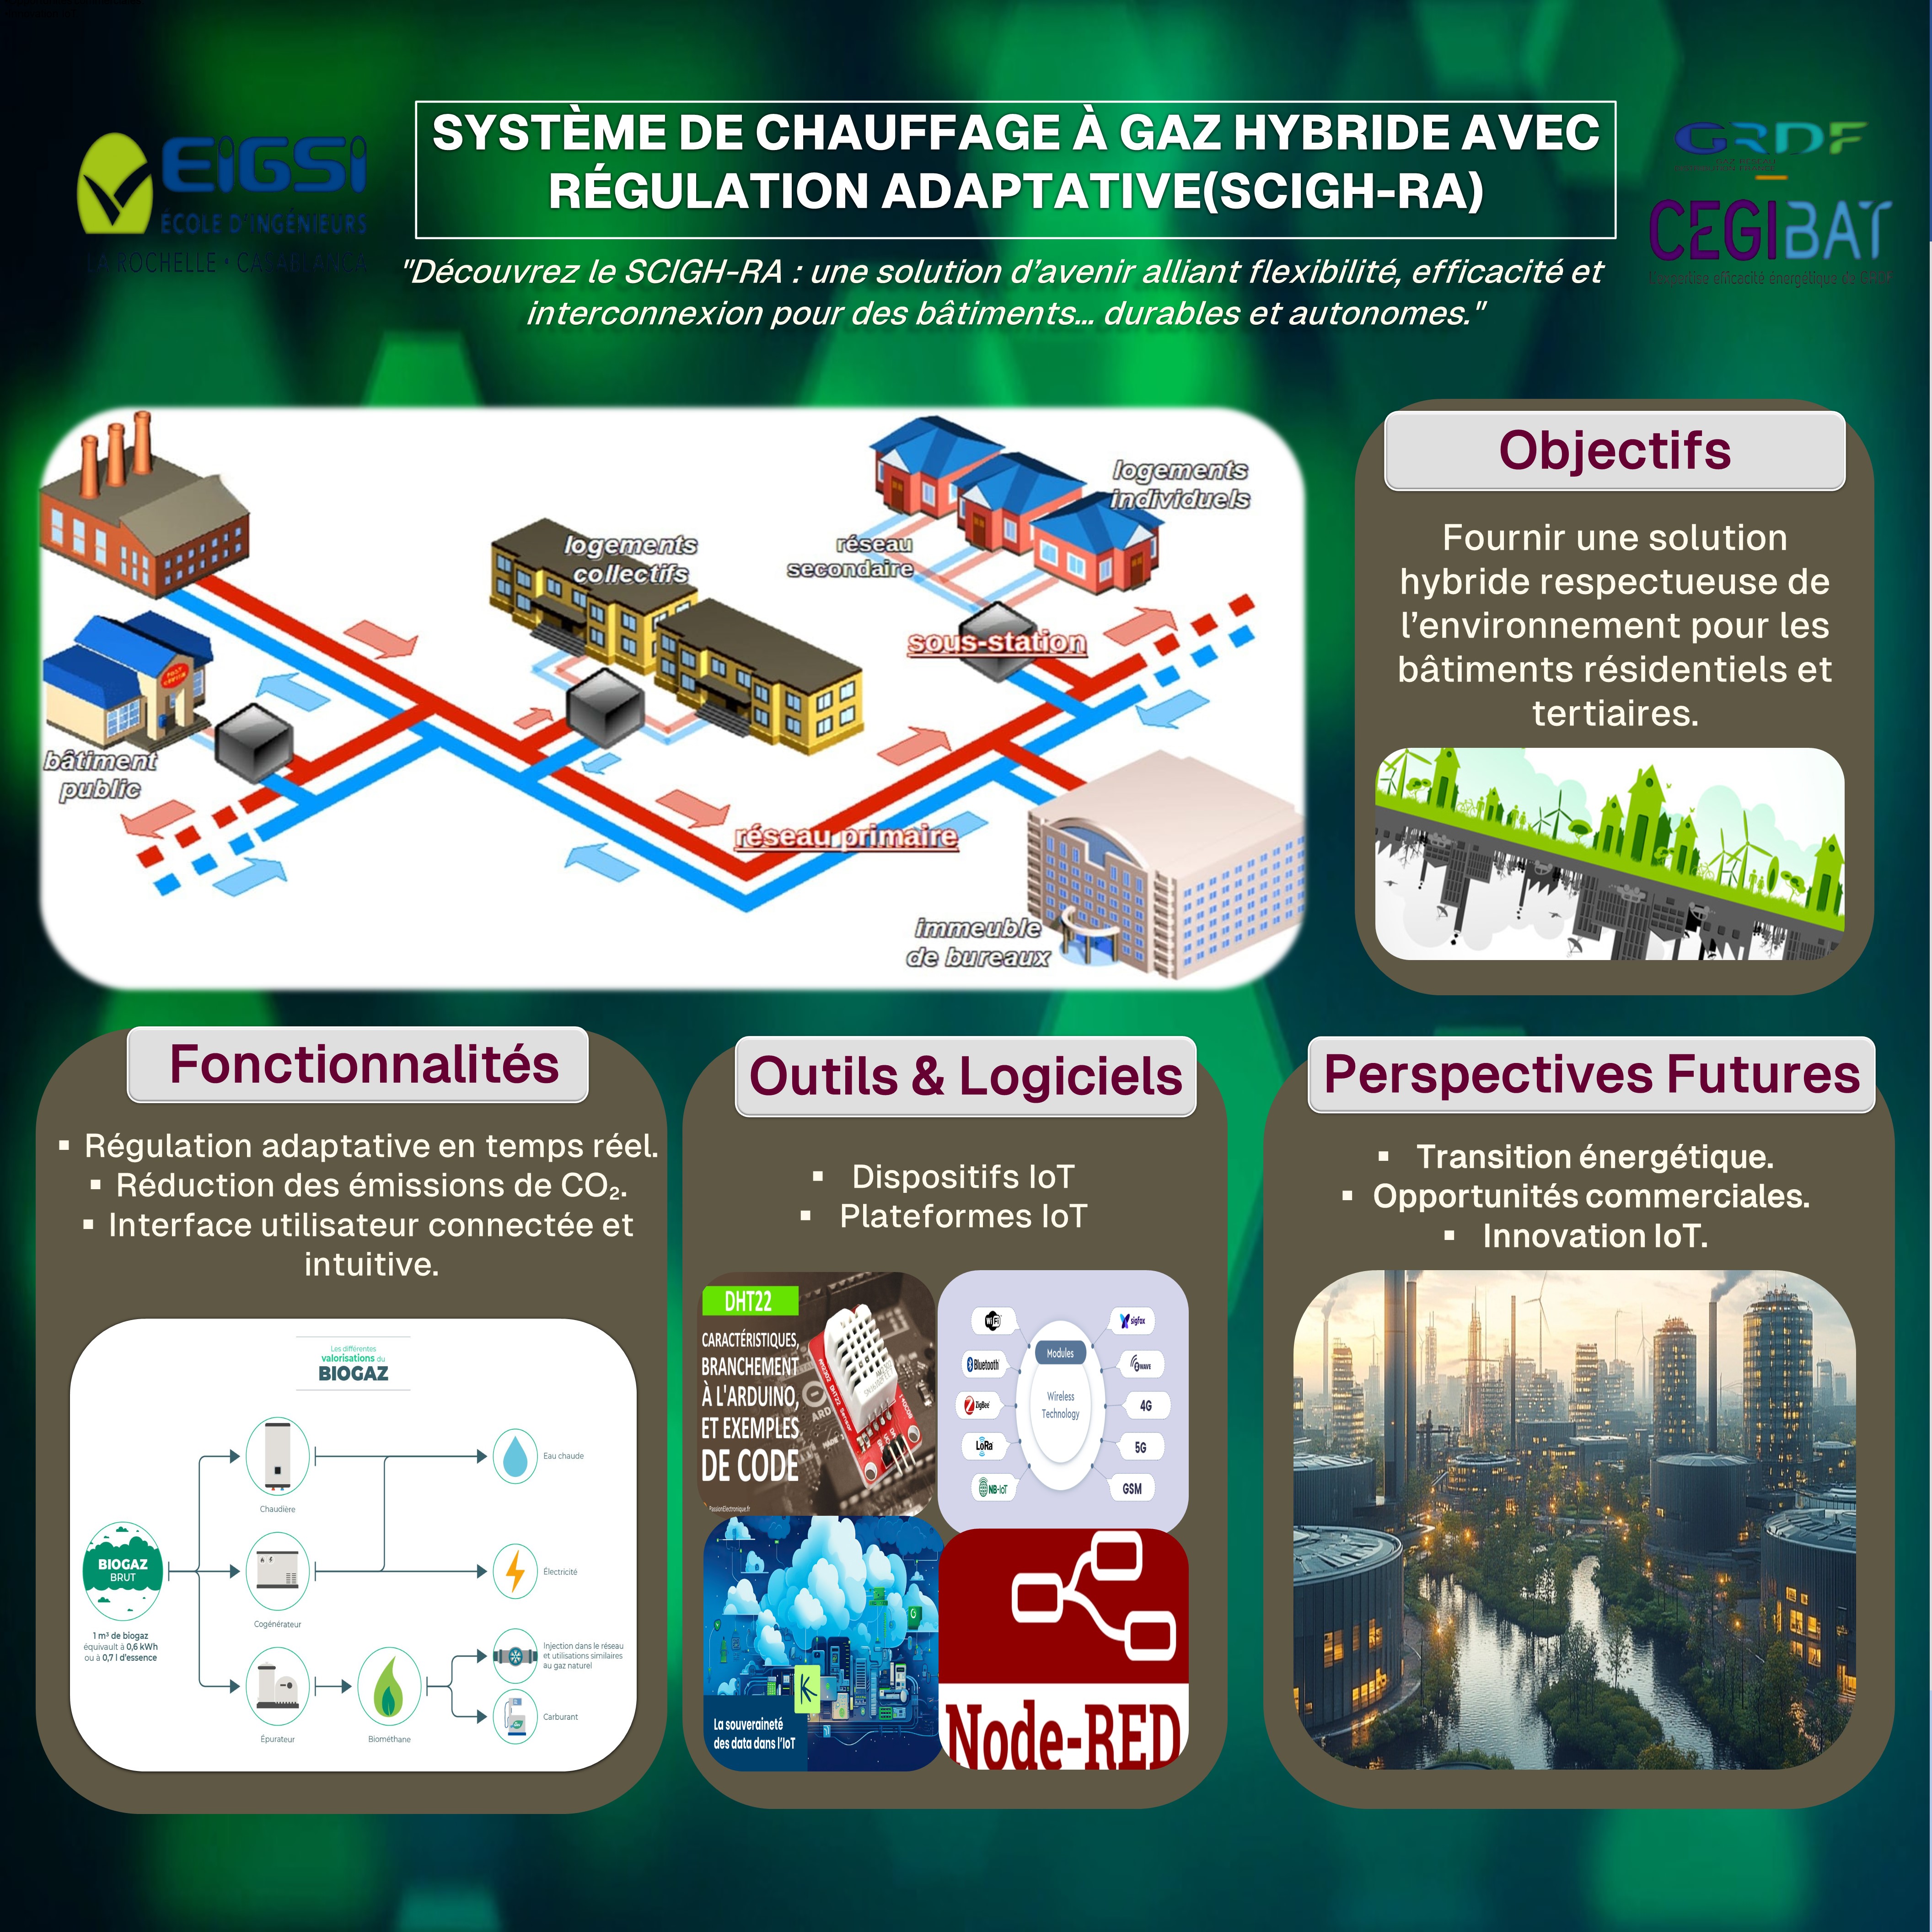 EIGSI
ÉCOLE D'INGÉNIEURS
LA ROCHELLE • CASABLANCA
SYSTÈME DE CHAUFFAGE À GAZ HYBRIDE AVEC
RÉGULATION ADAPTATIVE(SCIGH-RA)
"Découvrez le SCIGH-RA : une solution d'avenir alliant flexibilité, efficacité et
interconnexion pour des bâtiments... durables et autonomes."
GRDF
CEGIBAT
L'expertise efficacité énergétique de GRDF
logements
individuels
réseau
secondaire
logements
collectifs
sous-station
bâtiment
public
réseau primaire
immeuble
de bureaux
Objectifs
Fournir une solution
hybride respectueuse de
l'environnement pour les
bâtiments résidentiels et
tertiaires.
Fonctionnalités
▪ Régulation adaptative en temps réel.
▪ Réduction des émissions de CO₂.
▪ Interface utilisateur connectée et
intuitive.
Les différentes
valorisations du
BIOGAZ
BIOGAZ
BRUT
1 m³ de biogaz
équivaut à 0,6 kWh
ou à 0,7 l d'essence
Chaudière
Cogénérateur
Épurateur
Biométhane
Eau chaude
Électricité
Injection dans le réseau
et utilisations similaires
au gaz naturel
Carburant
Outils & Logiciels
▪ Dispositifs IoT
▪ Plateformes IoT
DHT22
CARACTÉRISTIQUES,
BRANCHEMENT
À L'ARDUINO,
ET EXEMPLES
DE CODE
PassionElectronique.fr
Modules
Wireless
Technology
WiFi
Bluetooth
ZigBee
LoRa
NB-IoT
sigfox
Z WAVE
4G
5G
GSM
La souveraineté
des data dans l'IoT
K
Node-RED
Perspectives Futures
▪ Transition énergétique.
▪ Opportunités commerciales.
▪ Innovation IoT.